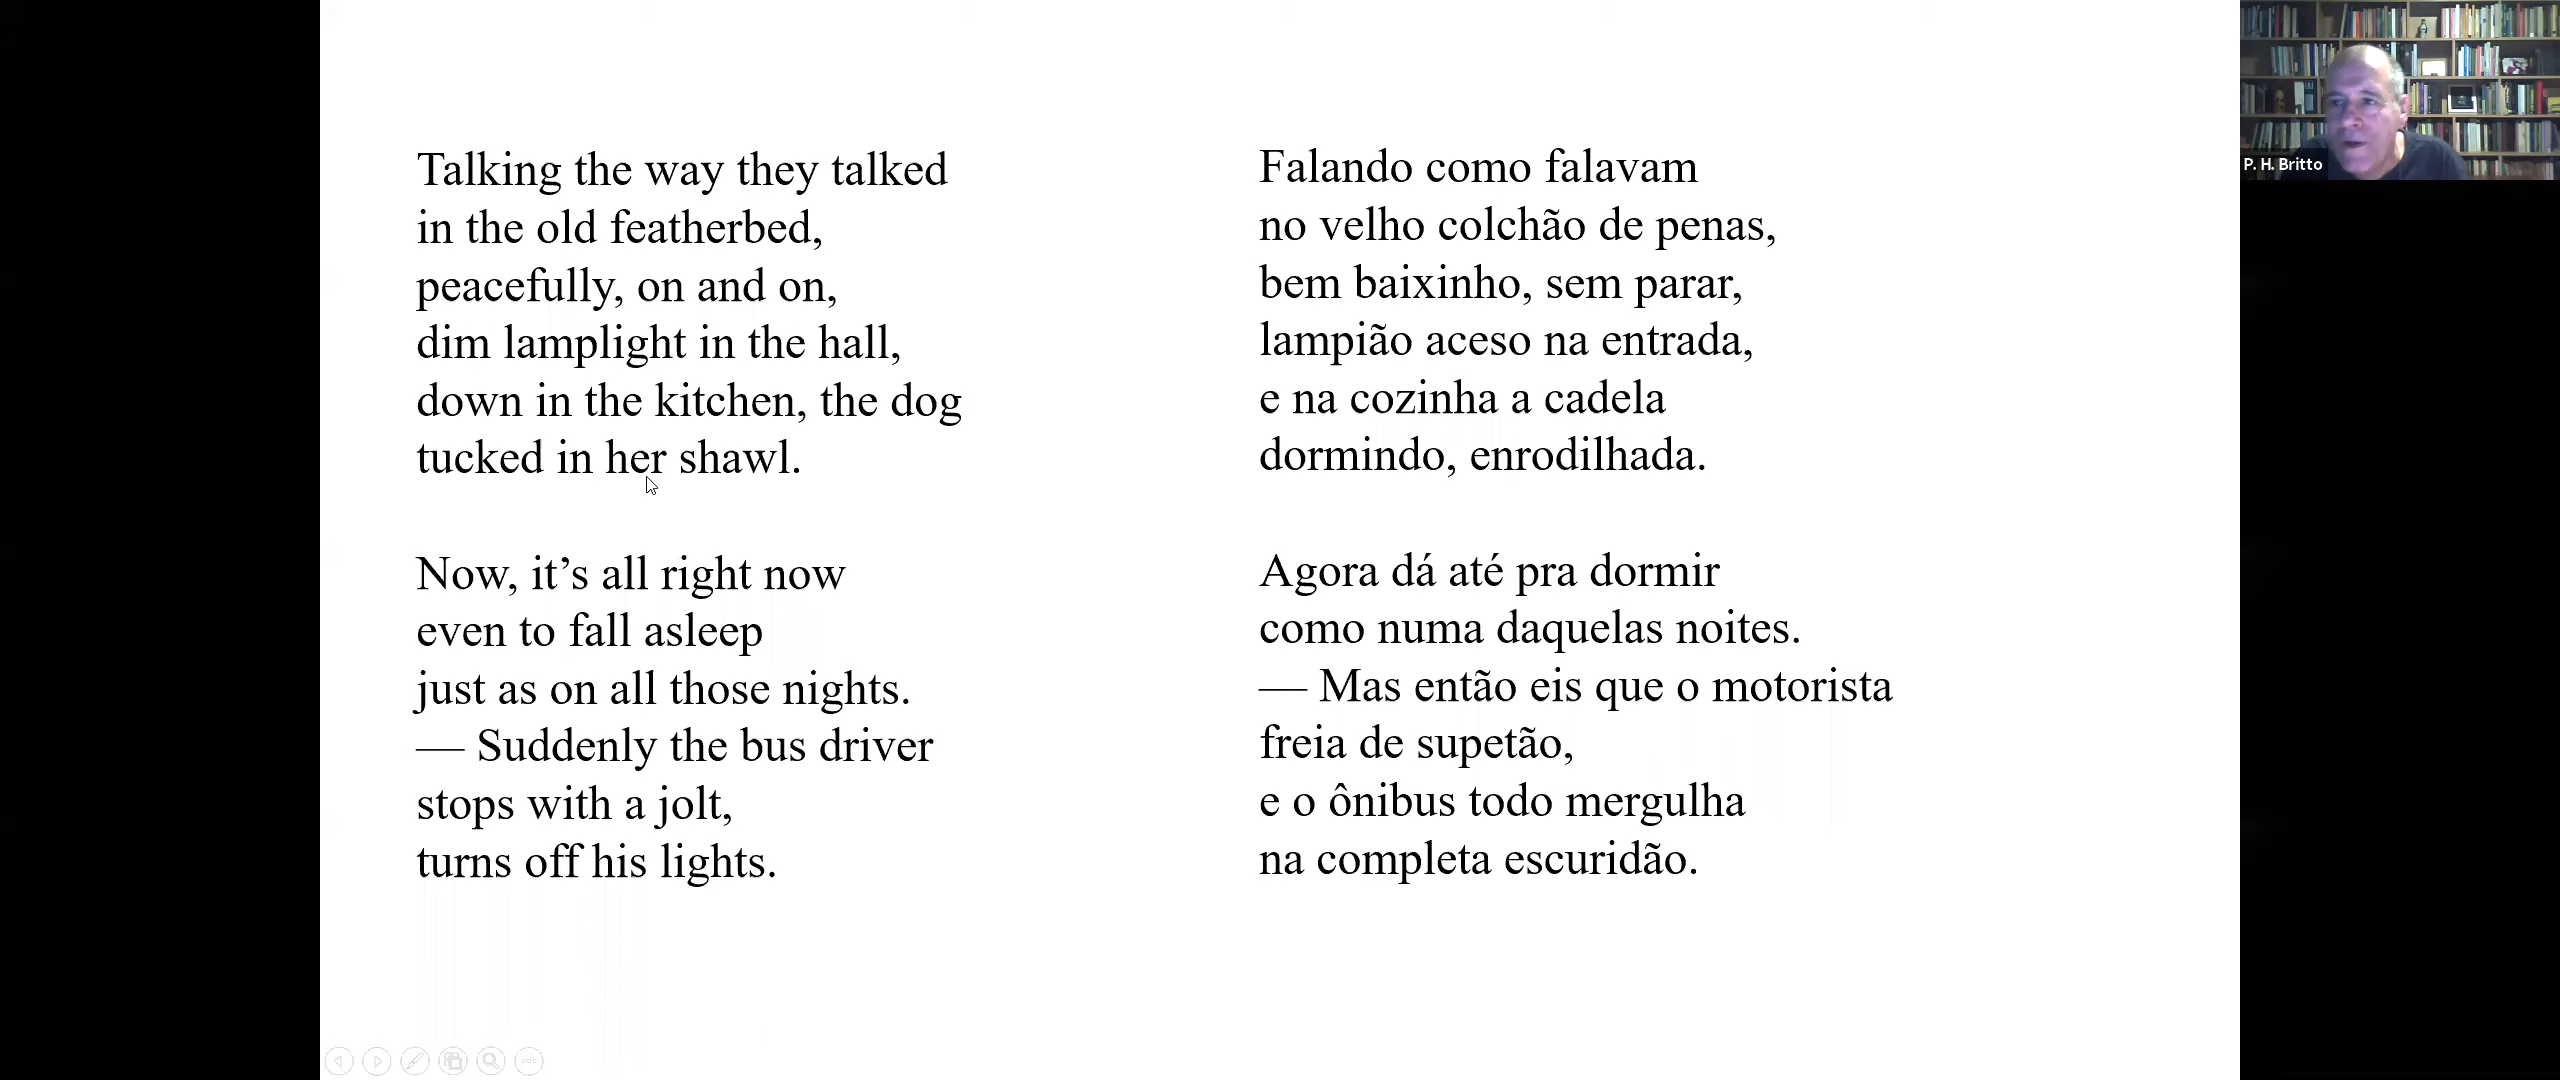 Talking the way they talked
in the old featherbed,
peacefully, on and on,
dim lamplight in the hall,
down in the kitchen, the dog
tucked in her shawl.
Now, it’s all right now
even to fall asleep
just as on all those nights.
— Suddenly the bus driver
stops with a jolt,
turns off his lights.
Falando como falavam
no velho colchão de penas,
bem baixinho, sem parar,
lampião aceso na entrada,
e na cozinha a cadela
dormindo, enrodilhada.
Agora dá até pra dormir
como numa daquelas noites.
— Mas então eis que o motorista
freia de supetão,
e o ônibus todo mergulha
na completa escuridão.
P. H. Britto